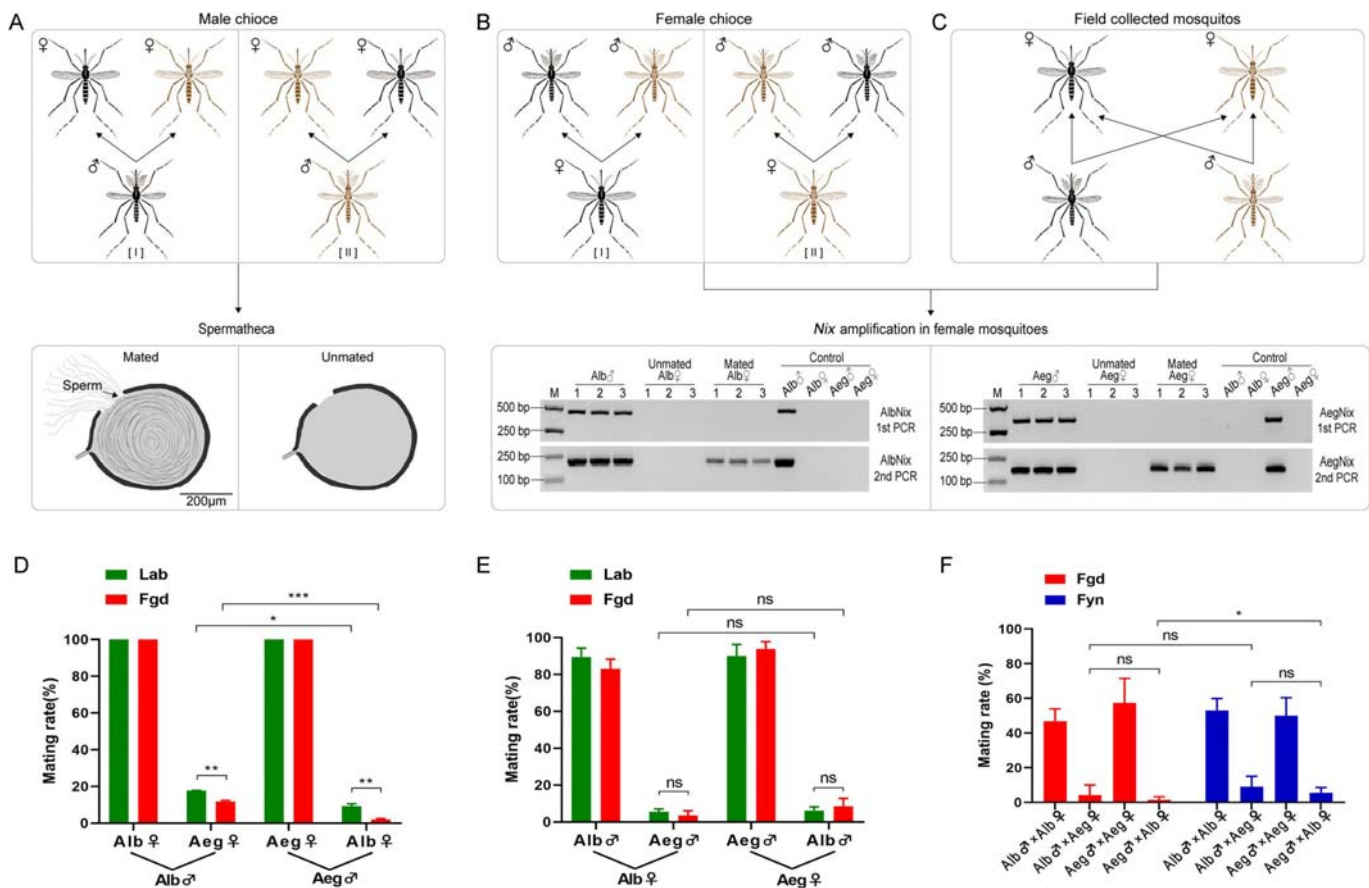 A
Male chioce
♀
♀
♀
♀
♂
♂
[ I ]
[ II ]
B
Female chioce
♂
♂
♂
♂
♀
♀
[ I ]
[ II ]
C
Field collected mosquitos
♀
♀
♂
♂
Spermatheca
Mated
Unmated
Sperm
200μm
Nix amplification in female mosquitoes
Unmated Mated Control
M Alb♂ Alb♀ Alb♀ Alb♂ Alb♀ Aeg♂ Aeg♀
1 2 3 1 2 3 1 2 3
500 bp
250 bp
AlbNix
1st PCR
250 bp
100 bp
AlbNix
2nd PCR
Unmated Mated Control
M Aeg♂ Aeg♀ Aeg♀ Alb♂ Alb♀ Aeg♂ Aeg♀
1 2 3 1 2 3 1 2 3
500 bp
250 bp
AegNix
1st PCR
250 bp
100 bp
AegNix
2nd PCR
D
Lab
Fgd
***
*
Mating rate(%)
100
80
60
40
20
0
**
**
Alb♀ Aeg♀ Aeg♀ Alb♀
Alb♂ Aeg♂
E
Lab
Fgd
ns
ns
Mating rate(%)
100
80
60
40
20
0
ns
ns
Alb♂ Aeg♂ Aeg♂ Alb♂
Alb♀ Aeg♀
F
Fgd
Fyn
*
ns
ns
ns
Mating rate (%)
100
80
60
40
20
0
Alb♂×Alb♀
Alb♂×Aeg♀
Aeg♂×Aeg♀
Aeg♂×Alb♀
Alb♂×Alb♀
Alb♂×Aeg♀
Aeg♂×Aeg♀
Aeg♂×Alb♀